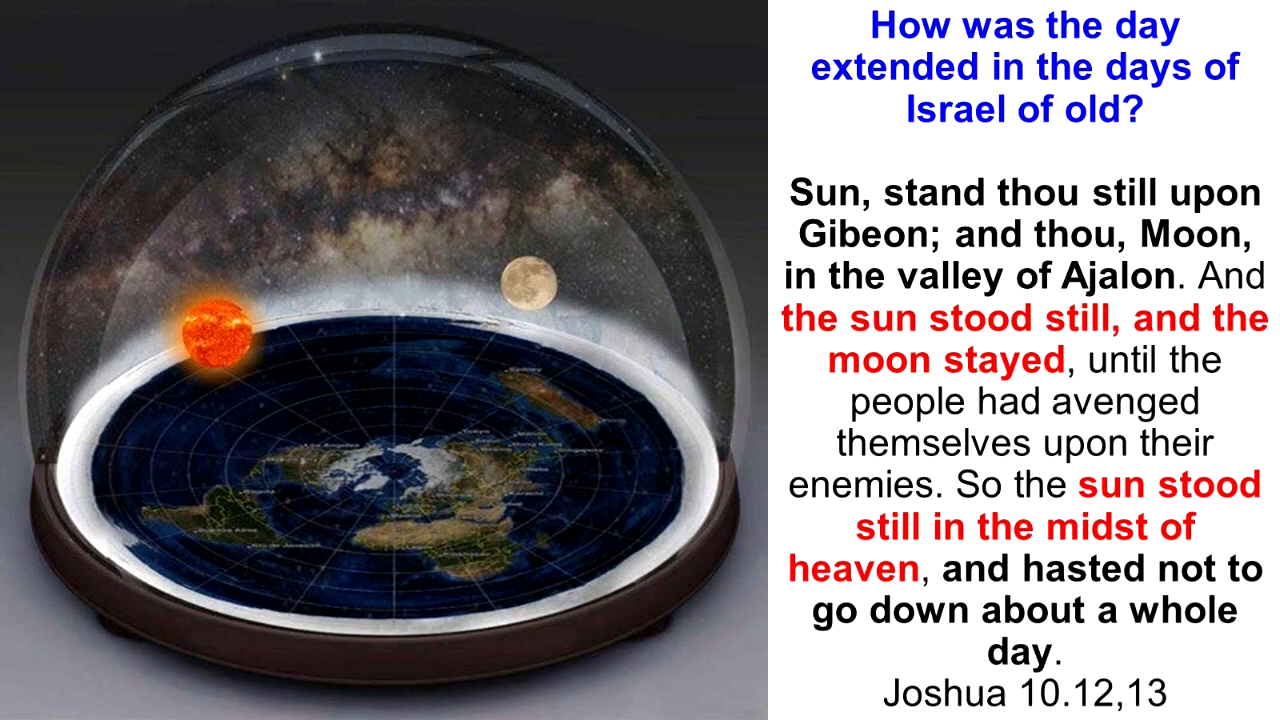 How was the day
extended in the days of
Israel of old?
Sun, stand thou still upon
Gibeon; and thou, Moon,
in the valley of Ajalon. And
the sun stood still, and the
moon stayed, until the
people had avenged
themselves upon their
enemies. So the sun stood
still in the midst of
heaven, and hasted not to
go down about a whole
day.
Joshua 10.12,13